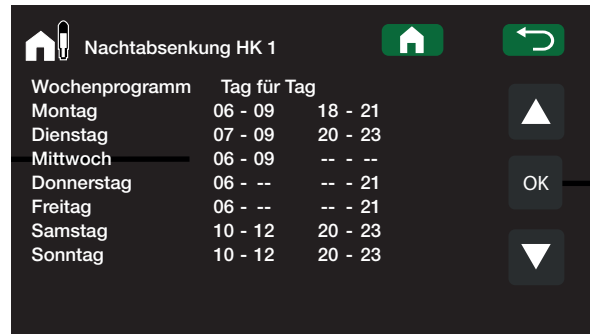 Nachtabsenkung HK 1
Wochenprogramm Tag für Tag
Montag 06 - 09 18 - 21
Dienstag 07 - 09 20 - 23
Mittwoch 06 - 09 -- - --
Donnerstag 06 - -- -- - 21
Freitag 06 - -- -- - 21
Samstag 10 - 12 20 - 23
Sonntag 10 - 12 20 - 23
OK